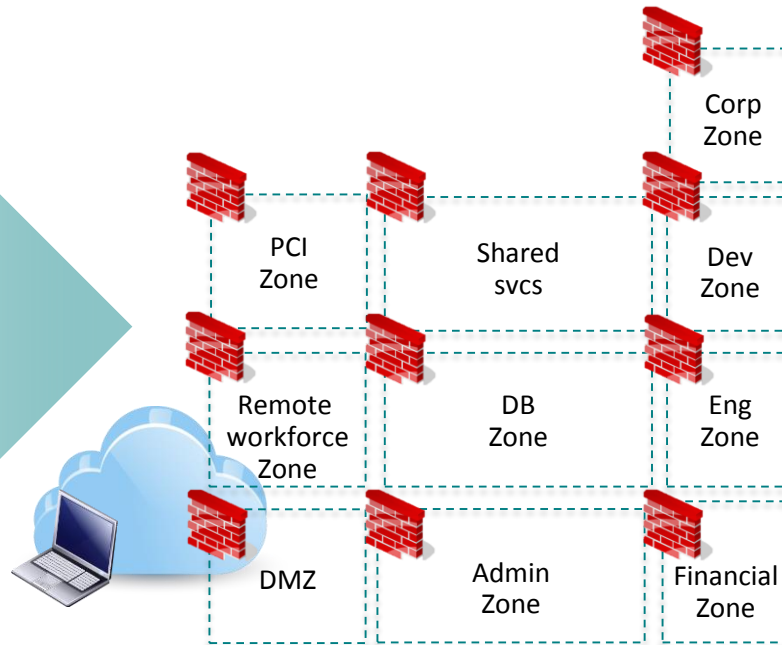 Corp
Zone
PCI
Zone
Shared
svcs
Dev
Zone
Remote
workforce
Zone
DB
Zone
Eng
Zone
DMZ
Admin
Zone
Financial
Zone